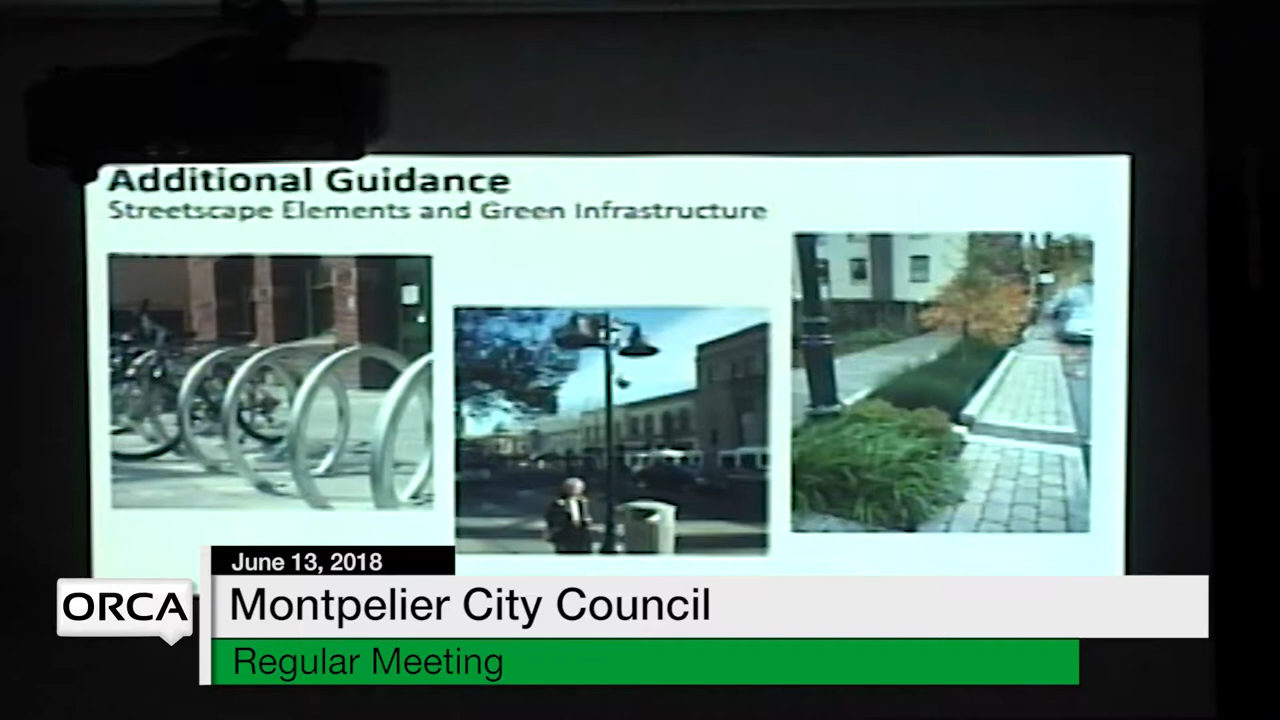 Additional Guidance
Streetscape Elements and Green Infrastructure
June 13, 2018
ORCA
Montpelier City Council
Regular Meeting